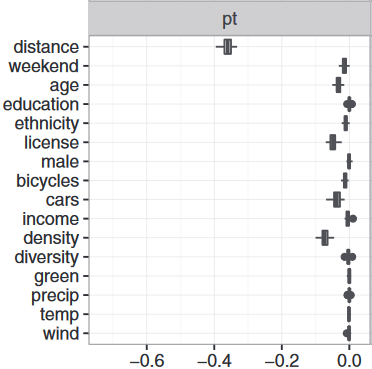 pt
distance
weekend
age
education
ethnicity
license
male
bicycles
cars
income
density
diversity
green
precip
temp
wind
−0.6 −0.4 −0.2 0.0